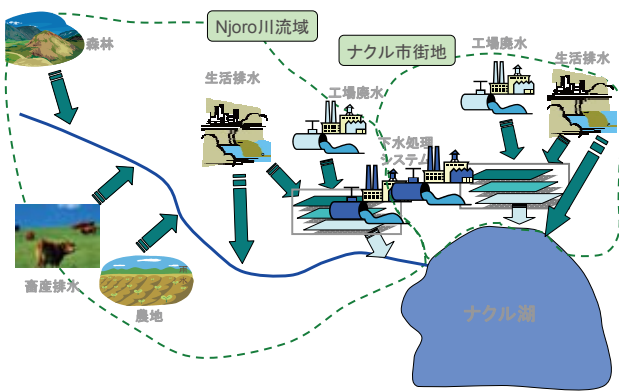 森林
Njoro川流域
ナクル市街地
工場廃水
生活排水
生活排水
工場廃水
下水処理
システム
畜産排水
農地
ナクル湖